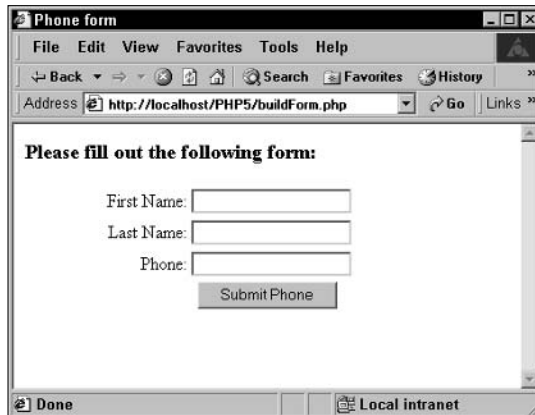 Phone form
File Edit View Favorites Tools Help
Back Search Favorites History »
Address http://localhost/PHP5/buildForm.php Go Links »
Please fill out the following form:
First Name:
Last Name:
Phone:
Submit Phone
Done Local intranet